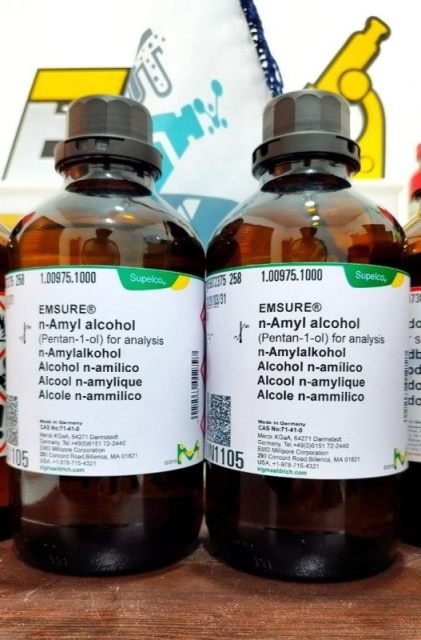 258
1.00975.1000
Supelco®
EMSURE®
n-Amyl alcohol
(Pentan-1-ol) for analysis
n-Amylalkohol
Alcohol n-amílico
Alcool n-amylique
Alcole n-ammilico
Made in Germany
CAS No:71-41-0
Merck KGaA, 64271 Darmstadt
Germany, Tel +49(0)6151 72-2440
EMD Millipore Corporation
290 Concord Road, Billerica, MA 01821
USA, +1-978-715-4321
sigmaaldrich.com
105
258
1.00975.1000
Supelco®
EMSURE®
n-Amyl alcohol
(Pentan-1-ol) for analysis
n-Amylalkohol
Alcohol n-amílico
Alcool n-amylique
Alcole n-ammilico
Made in Germany
CAS No:71-41-0
Merck KGaA, 64271 Darmstadt
Germany, Tel +49(0)6151 72-2440
EMD Millipore Corporation
290 Concord Road, Billerica, MA 01821
USA, +1-978-715-4321
sigmaaldrich.com
1105